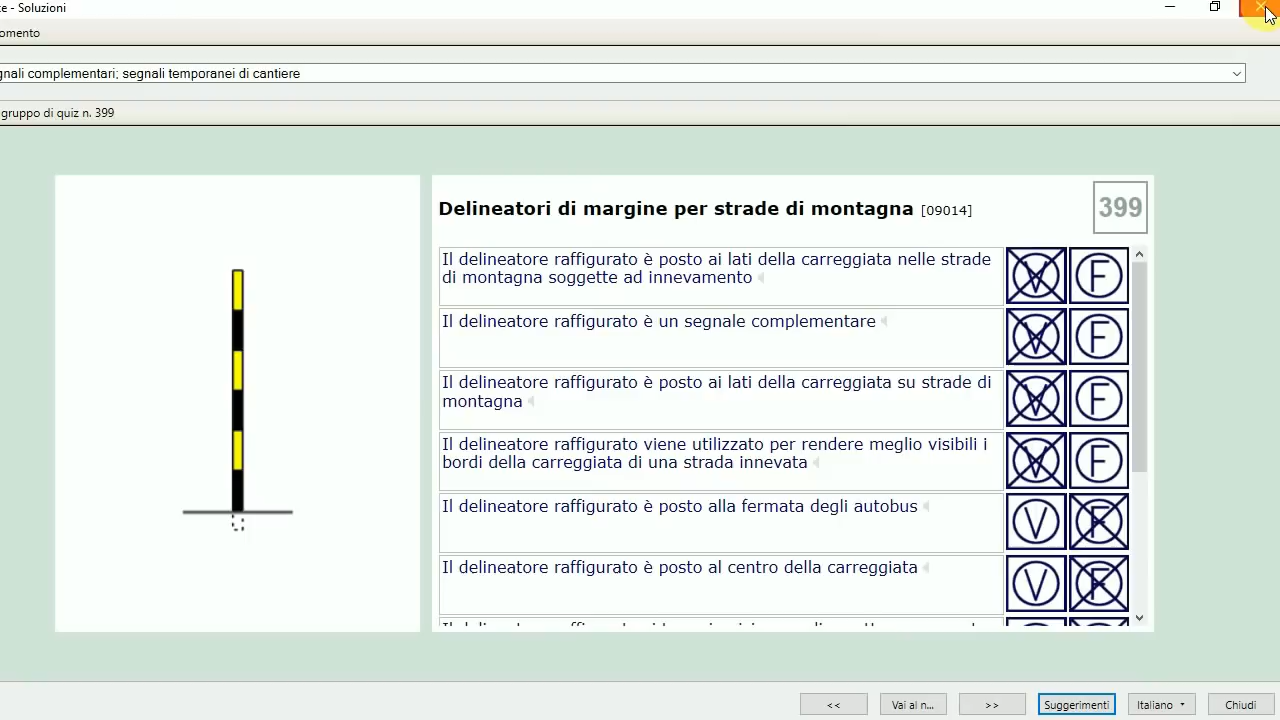 e - Soluzioni
omento
gnali complementari; segnali temporanei di cantiere
gruppo di quiz n. 399
Delineatori di margine per strade di montagna [09014]
399
Il delineatore raffigurato è posto ai lati della carreggiata nelle strade
di montagna soggette ad innevamento
V F
Il delineatore raffigurato è un segnale complementare
V F
Il delineatore raffigurato è posto ai lati della carreggiata su strade di
montagna
V F
Il delineatore raffigurato viene utilizzato per rendere meglio visibili i
bordi della carreggiata di una strada innevata
V F
Il delineatore raffigurato è posto alla fermata degli autobus
V F
Il delineatore raffigurato è posto al centro della carreggiata
V F
<< Vai al n... >> Suggerimenti Italiano Chiudi